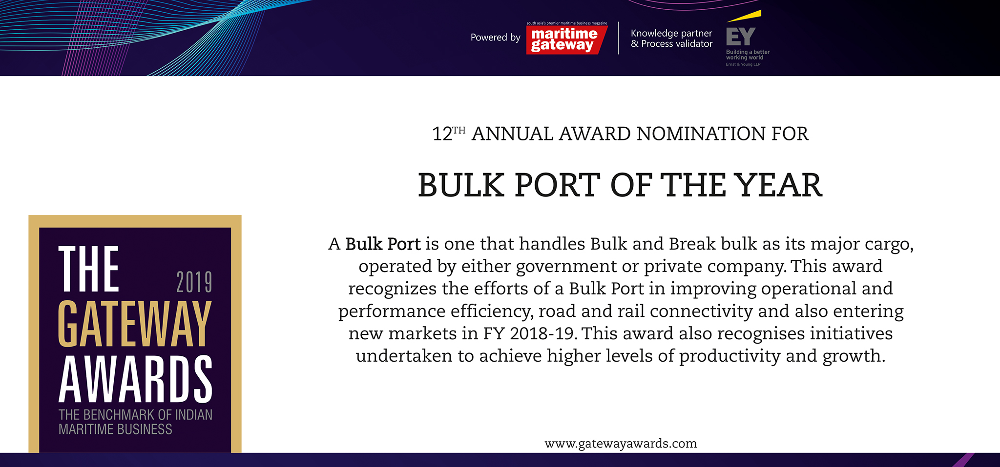 south asia's premier maritime business magazine
Powered by
maritime
gateway
Knowledge partner
& Process validator
EY
Building a better
working world
Ernst & Young LLP
12TH ANNUAL AWARD NOMINATION FOR
BULK PORT OF THE YEAR
A Bulk Port is one that handles Bulk and Break bulk as its major cargo,
operated by either government or private company. This award
recognizes the efforts of a Bulk Port in improving operational and
performance efficiency, road and rail connectivity and also entering
new markets in FY 2018-19. This award also recognises initiatives
undertaken to achieve higher levels of productivity and growth.
THE
2019
GATEWAY
AWARDS
THE BENCHMARK OF INDIAN
MARITIME BUSINESS
www.gatewayawards.com